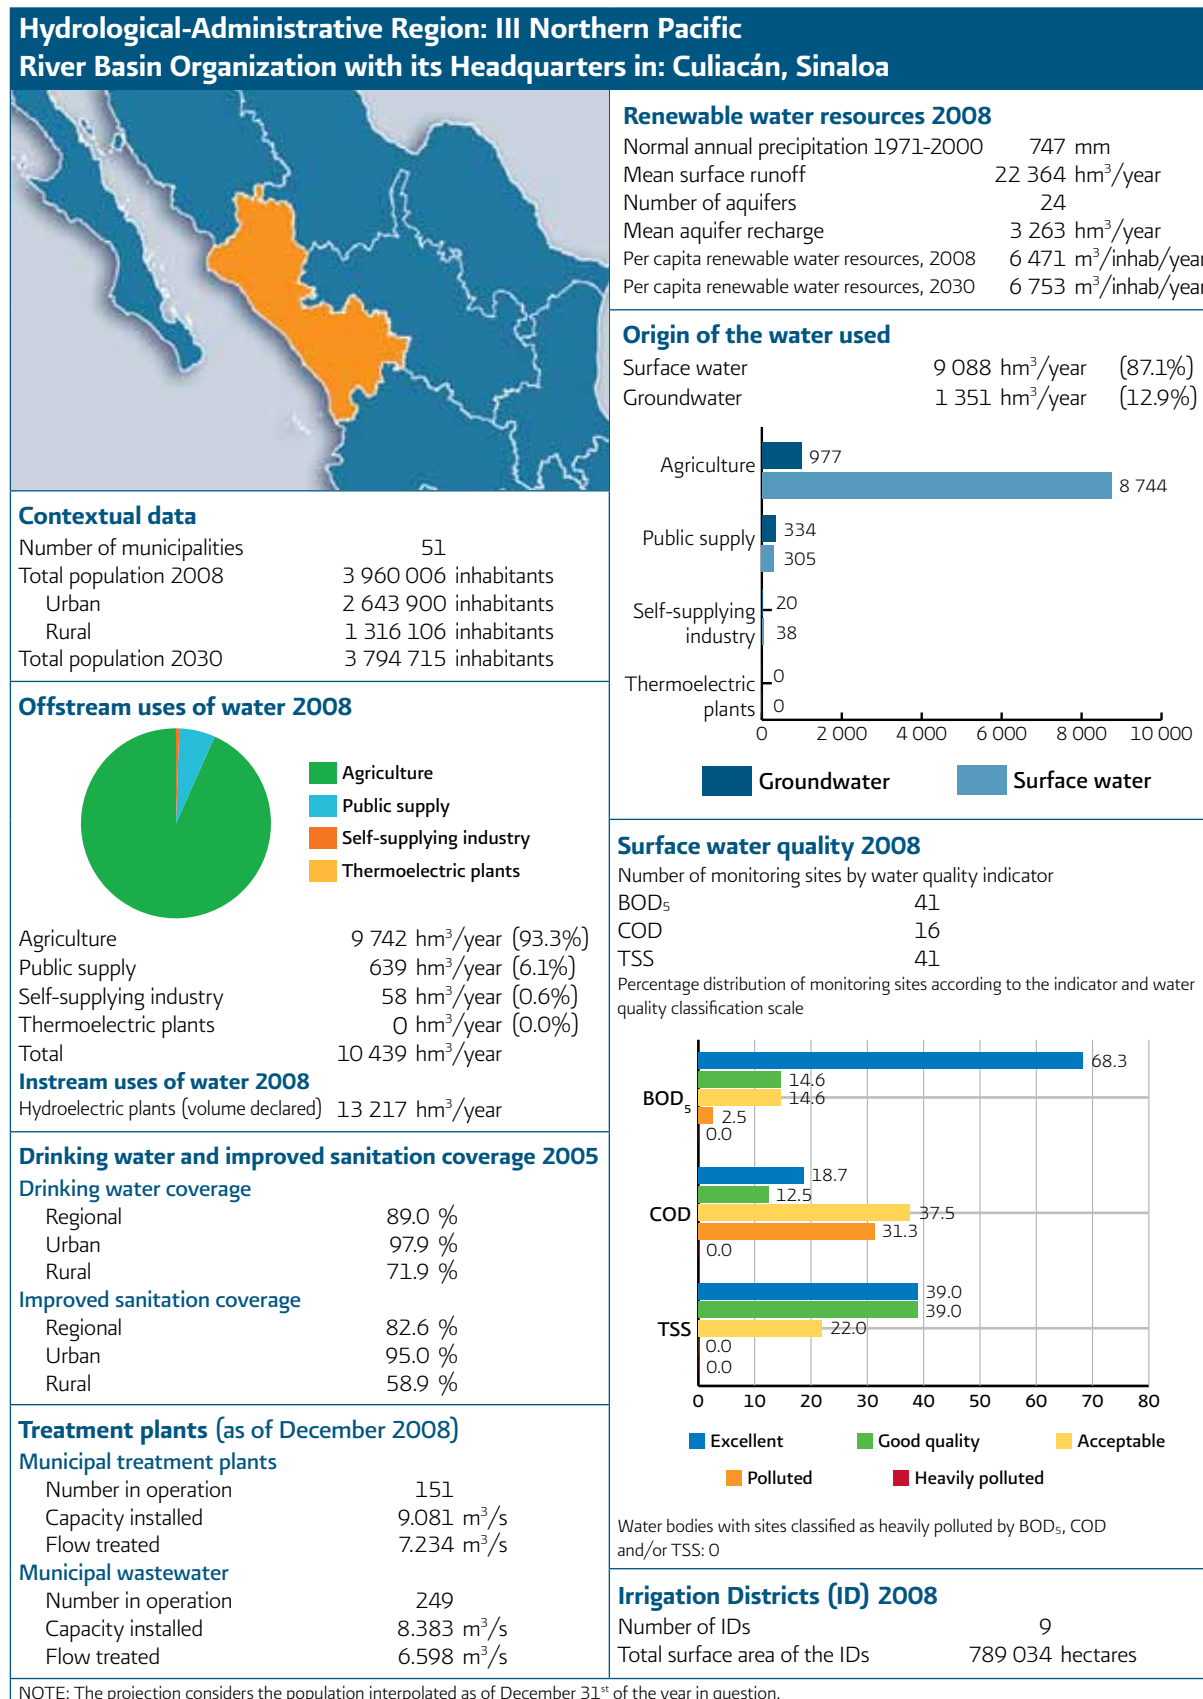 Hydrological-Administrative Region: III Northern Pacific
River Basin Organization with its Headquarters in: Culiacán, Sinaloa
Contextual data
Number of municipalities 51
Total population 2008 3 960 006 inhabitants
Urban 2 643 900 inhabitants
Rural 1 316 106 inhabitants
Total population 2030 3 794 715 inhabitants
Offstream uses of water 2008
Agriculture
Public supply
Self-supplying industry
Thermoelectric plants
Agriculture 9 742 hm³/year (93.3%)
Public supply 639 hm³/year (6.1%)
Self-supplying industry 58 hm³/year (0.6%)
Thermoelectric plants 0 hm³/year (0.0%)
Total 10 439 hm³/year
Instream uses of water 2008
Hydroelectric plants (volume declared) 13 217 hm³/year
Drinking water and improved sanitation coverage 2005
Drinking water coverage
Regional 89.0 %
Urban 97.9 %
Rural 71.9 %
Improved sanitation coverage
Regional 82.6 %
Urban 95.0 %
Rural 58.9 %
Treatment plants (as of December 2008)
Municipal treatment plants
Number in operation 151
Capacity installed 9.081 m³/s
Flow treated 7.234 m³/s
Municipal wastewater
Number in operation 249
Capacity installed 8.383 m³/s
Flow treated 6.598 m³/s
Renewable water resources 2008
Normal annual precipitation 1971-2000 747 mm
Mean surface runoff 22 364 hm³/year
Number of aquifers 24
Mean aquifer recharge 3 263 hm³/year
Per capita renewable water resources, 2008 6 471 m³/inhab/year
Per capita renewable water resources, 2030 6 753 m³/inhab/year
Origin of the water used
Surface water 9 088 hm³/year (87.1%)
Groundwater 1 351 hm³/year (12.9%)
Agriculture 977
8 744
Public supply 334
305
Self-supplying 20
industry 38
Thermoelectric 0
plants 0
0 2 000 4 000 6 000 8 000 10 000
Groundwater Surface water
Surface water quality 2008
Number of monitoring sites by water quality indicator
BOD₅ 41
COD 16
TSS 41
Percentage distribution of monitoring sites according to the indicator and water
quality classification scale
68.3
14.6
BOD₅ 14.6
2.5
0.0
18.7
12.5
COD 37.5
31.3
0.0
39.0
39.0
TSS 22.0
0.0
0.0
0 10 20 30 40 50 60 70 80
Excellent Good quality Acceptable
Polluted Heavily polluted
Water bodies with sites classified as heavily polluted by BOD₅, COD
and/or TSS: 0
Irrigation Districts (ID) 2008
Number of IDs 9
Total surface area of the IDs 789 034 hectares
NOTE: The projection considers the population interpolated as of December 31ˢᵗ of the year in question.